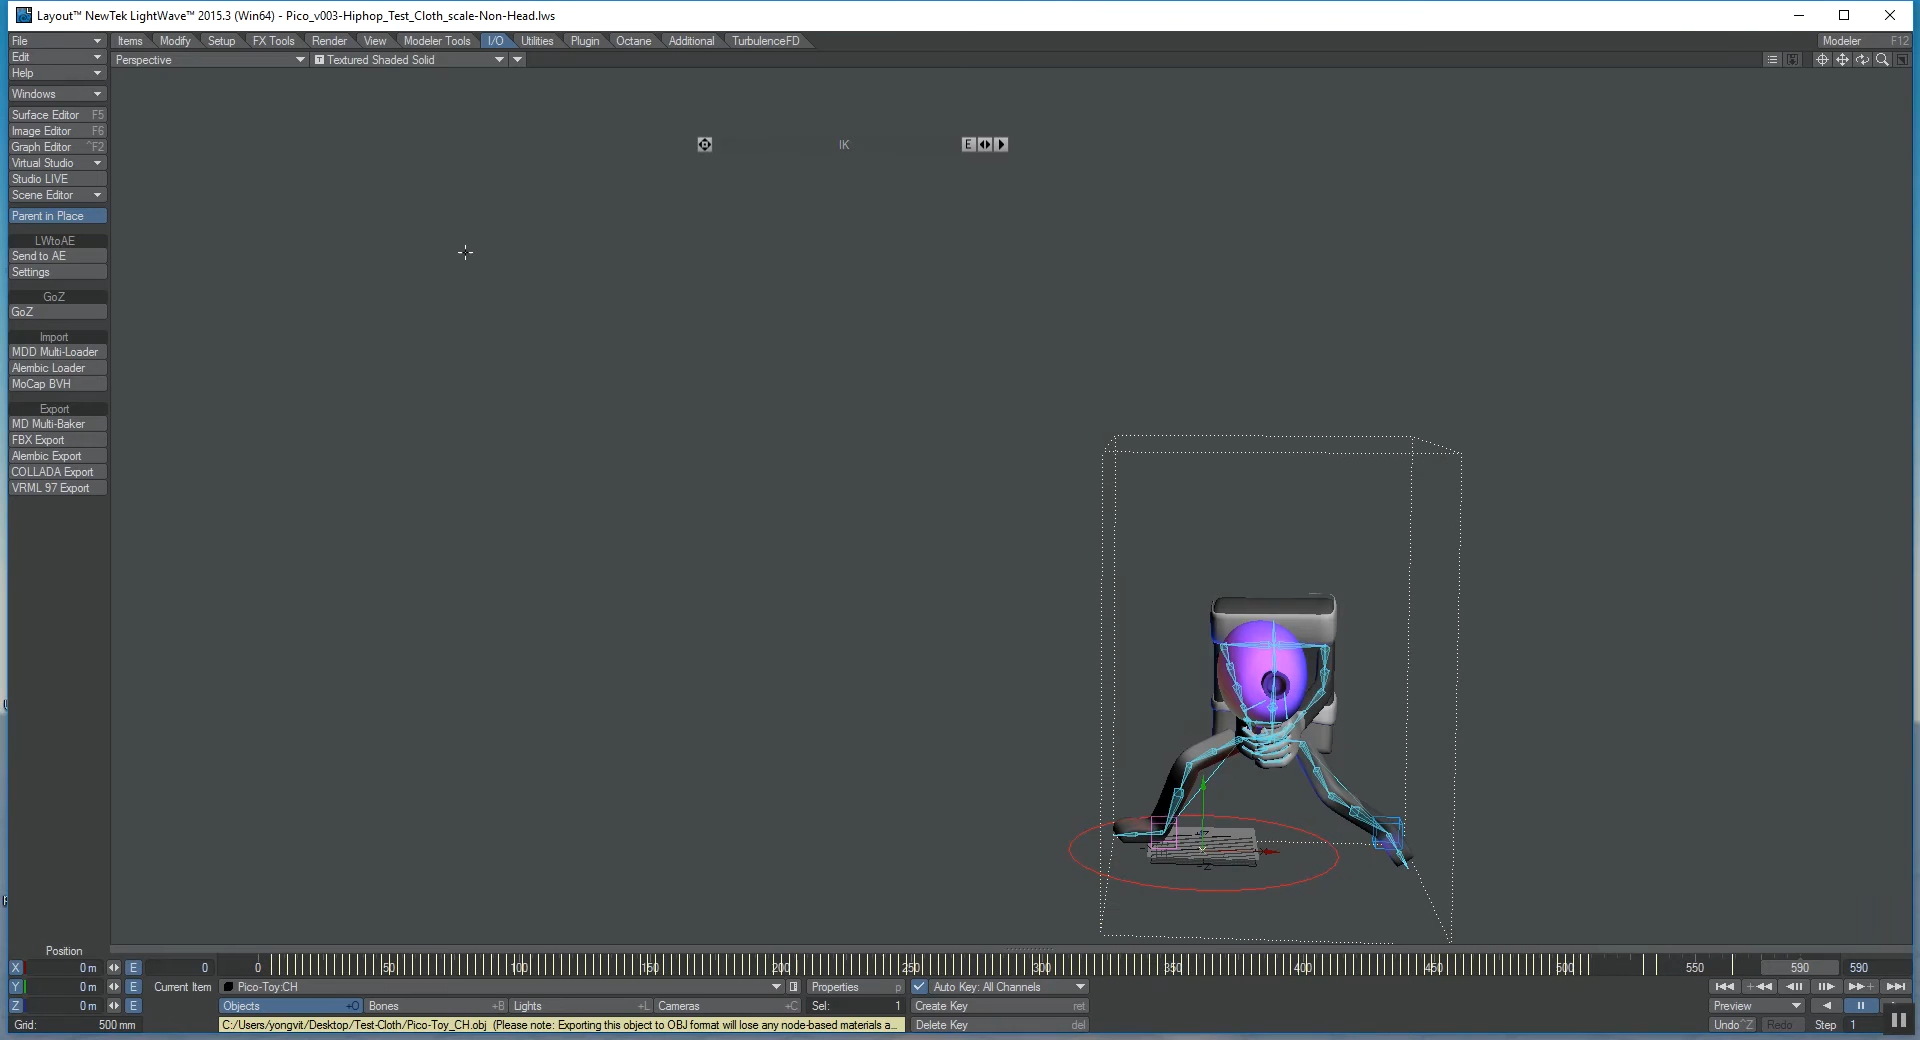 Layout™ NewTek LightWave™ 2015.3 (Win64) - Pico_v003-Hiphop_Test_Cloth_scale-Non-Head.lws
File
Items Modify Setup FX Tools Render View Modeler Tools I/O Utilities Plugin Octane Additional TurbulenceFD
Modeler F12
Edit
Perspective
T Textured Shaded Solid
Help
Windows
Surface Editor F5
Image Editor F6
Graph Editor ^F2
Virtual Studio
Studio LIVE
Scene Editor
Parent in Place
LWtoAE
Send to AE
Settings
GoZ
GoZ
Import
MDD Multi-Loader
Alembic Loader
MoCap BVH
Export
MD Multi-Baker
FBX Export
Alembic Export
COLLADA Export
VRML 97 Export
IK
E
Position
X 0 m E 0
0 50 100 150 200 250 300 350 400 450 500 550 590 590
Y 0 m E Current Item Pico-Toy:CH Properties p Auto Key: All Channels
Z 0 m E Objects +O Bones +B Lights +L Cameras +C Sel: 1 Create Key ret Preview
Grid: 500 mm C:/Users/yongvit/Desktop/Test-Cloth/Pico-Toy_CH.obj (Please note: Exporting this object to OBJ format will lose any node-based materials a... Delete Key del Undo ^Z Redo Step 1